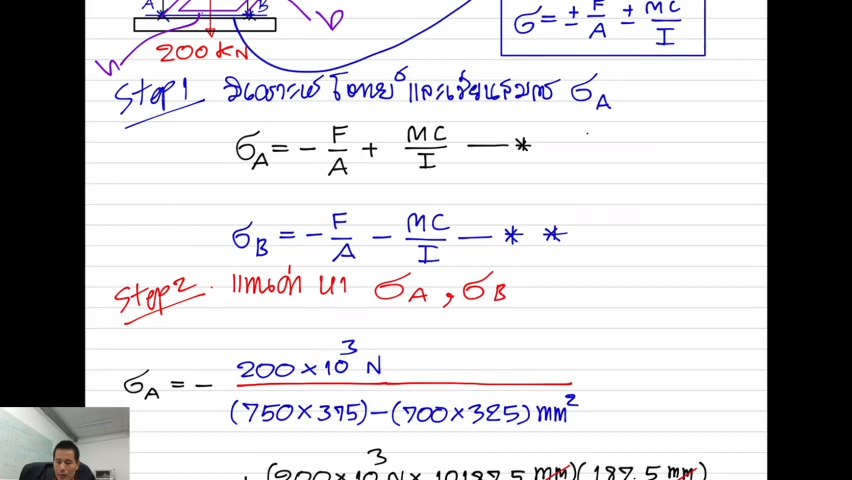 A B
200 KN
σ = ± F/A ± MC/I
Step1 วิเคราะห์ โจทย์ และเขียนสมการ σA
σA = - F/A + MC/I — *
σB = - F/A - MC/I — * *
Step2. แทนค่า หา σA , σB
σA = - 200 × 10³ N / (750 × 375) - (700 × 325) mm²